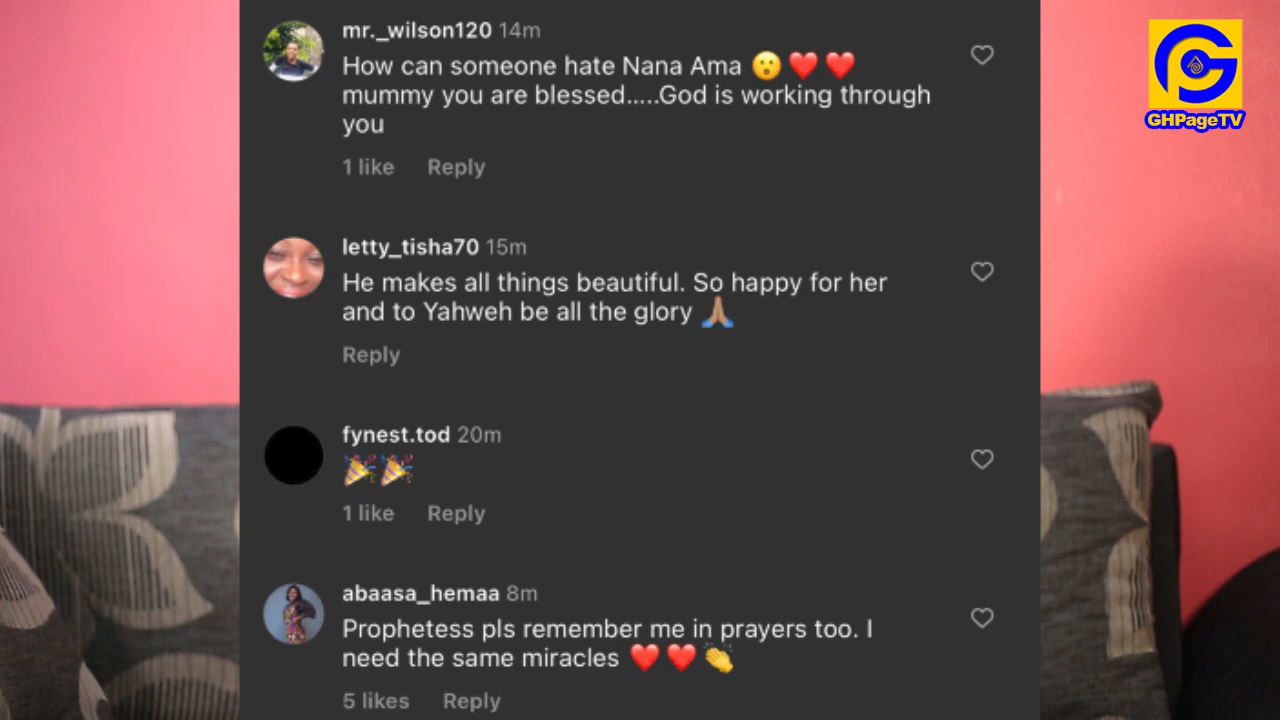 mr._wilson120 14m
How can someone hate Nana Ama 😮❤️❤️
mummy you are blessed.....God is working through
you
1 like Reply
letty_tisha70 15m
He makes all things beautiful. So happy for her
and to Yahweh be all the glory 🙏🏽
Reply
fynest.tod 20m
🎉🎉
1 like Reply
abaasa_hemaa 8m
Prophetess pls remember me in prayers too. I
need the same miracles ❤️❤️👏
5 likes Reply
GHPageTV